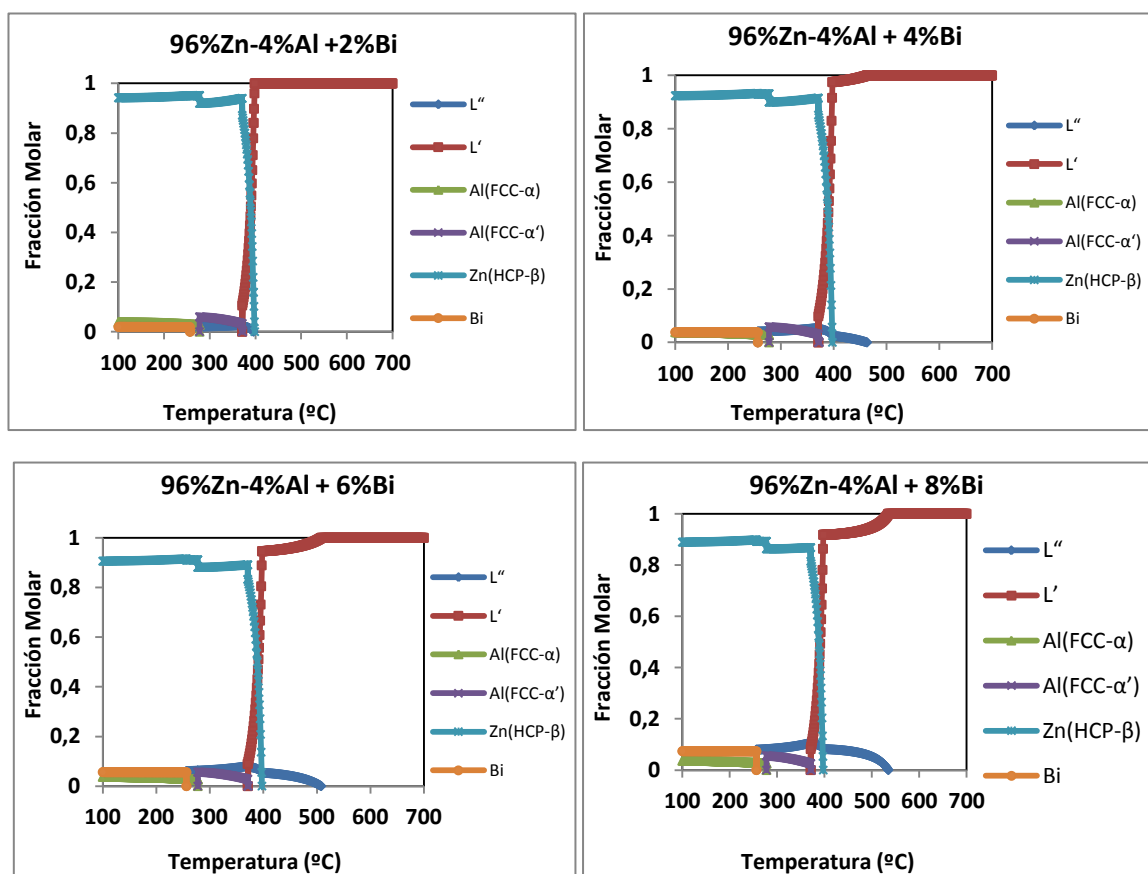 96%Zn-4%Al +2%Bi
Fracción Molar
1
0,8
0,6
0,4
0,2
0
100 200 300 400 500 600 700
Temperatura (ºC)
L“
L‘
Al(FCC-α)
Al(FCC-α‘)
Zn(HCP-β)
Bi
96%Zn-4%Al + 4%Bi
Fracción Molar
1
0,8
0,6
0,4
0,2
0
100 200 300 400 500 600 700
Temperatura (ºC)
L“
L‘
Al(FCC-α)
Al(FCC-α‘)
Zn(HCP-β)
Bi
96%Zn-4%Al + 6%Bi
Fracción Molar
1
0,8
0,6
0,4
0,2
0
100 200 300 400 500 600 700
Temperatura (ºC)
L“
L‘
Al(FCC-α)
Al(FCC-α’)
Zn(HCP-β)
Bi
96%Zn-4%Al + 8%Bi
Fracción Molar
1
0,8
0,6
0,4
0,2
0
100 200 300 400 500 600 700
Temperatura (ºC)
L“
L’
Al(FCC-α)
Al(FCC-α’)
Zn(HCP-β)
Bi